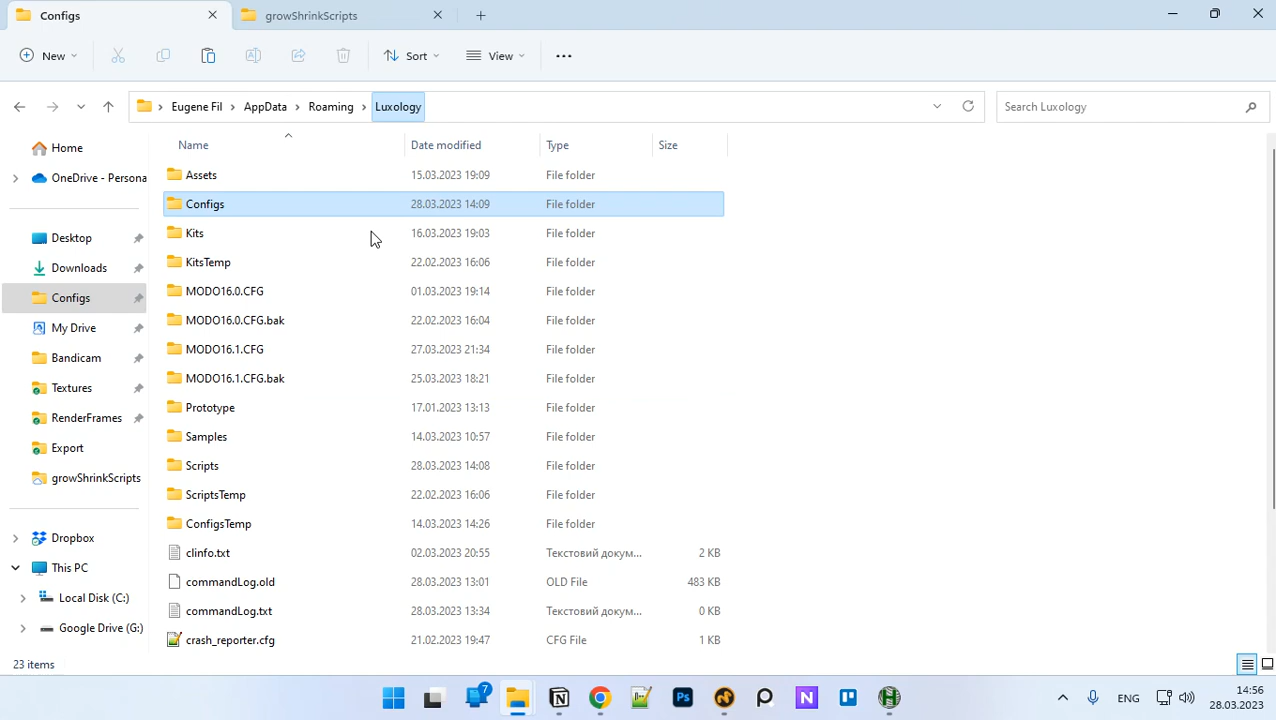 Configs
growShrinkScripts
New
Sort
View
Eugene Fil > AppData > Roaming > Luxology
Search Luxology
Name Date modified Type Size
Home
OneDrive - Persona
Desktop
Downloads
Configs
My Drive
Bandicam
Textures
RenderFrames
Export
growShrinkScripts
Dropbox
This PC
Local Disk (C:)
Google Drive (G:)
Assets 15.03.2023 19:09 File folder
Configs 28.03.2023 14:09 File folder
Kits 16.03.2023 19:03 File folder
KitsTemp 22.02.2023 16:06 File folder
MODO16.0.CFG 01.03.2023 19:14 File folder
MODO16.0.CFG.bak 22.02.2023 16:04 File folder
MODO16.1.CFG 27.03.2023 21:34 File folder
MODO16.1.CFG.bak 25.03.2023 18:21 File folder
Prototype 17.01.2023 13:13 File folder
Samples 14.03.2023 10:57 File folder
Scripts 28.03.2023 14:08 File folder
ScriptsTemp 22.02.2023 16:06 File folder
ConfigsTemp 14.03.2023 14:26 File folder
clinfo.txt 02.03.2023 20:55 Текстовий докум... 2 KB
commandLog.old 28.03.2023 13:01 OLD File 483 KB
commandLog.txt 28.03.2023 13:34 Текстовий докум... 0 KB
crash_reporter.cfg 21.02.2023 19:47 CFG File 1 KB
23 items
7
Ps
N
ENG
14:56
28.03.2023